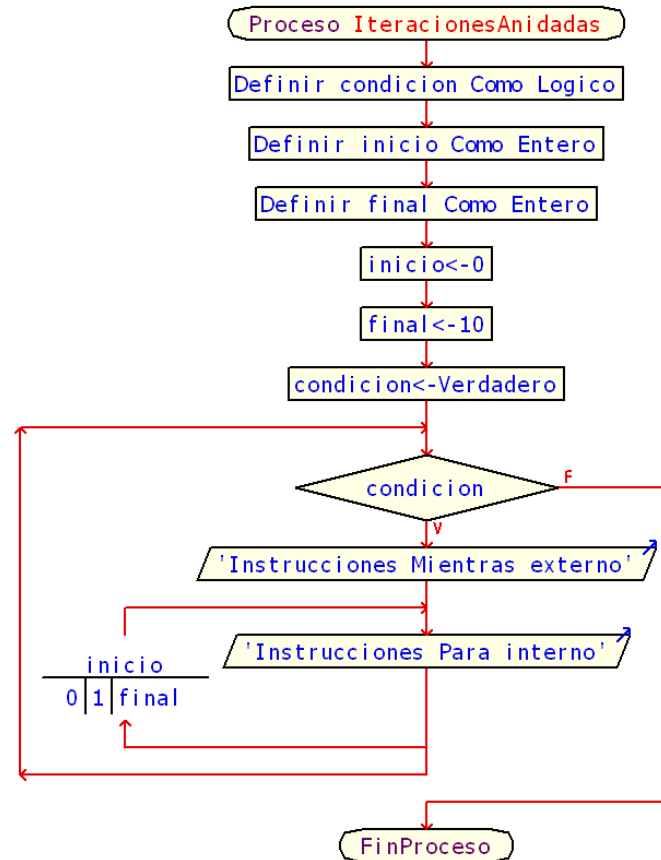 Proceso IteracionesAnidadas
Definir condicion Como Logico
Definir inicio Como Entero
Definir final Como Entero
inicio<-0
final<-10
condicion<-Verdadero
condicion
F
V
'Instrucciones Mientras externo'
'Instrucciones Para interno'
inicio
0 1 final
FinProceso